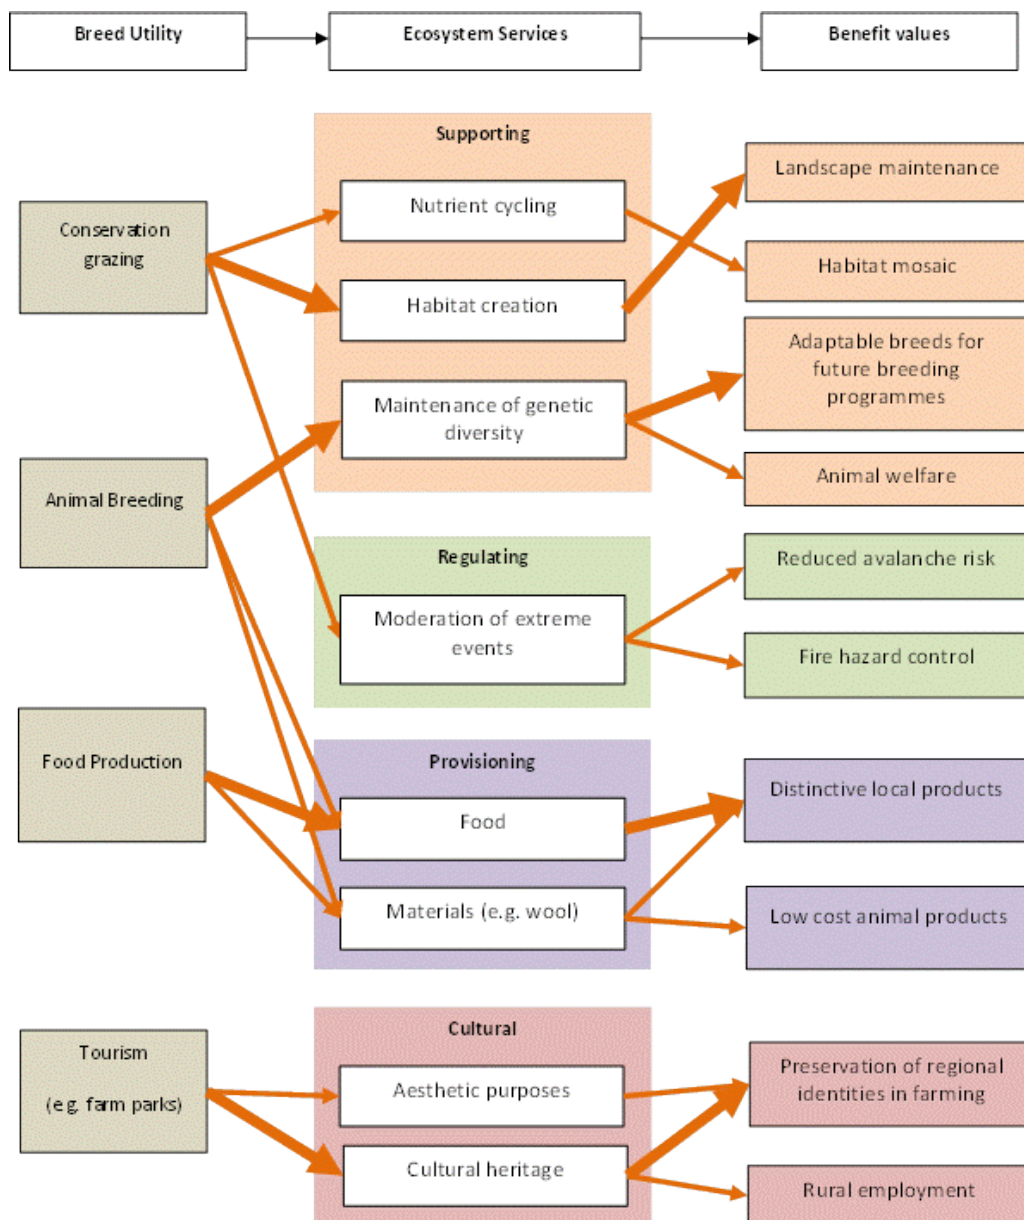 Breed Utility
Ecosystem Services
Benefit values
Conservation
grazing
Animal Breeding
Food Production
Tourism
(e.g. farm parks)
Supporting
Nutrient cycling
Habitat creation
Maintenance of genetic
diversity
Regulating
Moderation of extreme
events
Provisioning
Food
Materials (e.g. wool)
Cultural
Aesthetic purposes
Cultural heritage
Landscape maintenance
Habitat mosaic
Adaptable breeds for
future breeding
programmes
Animal welfare
Reduced avalanche risk
Fire hazard control
Distinctive local products
Low cost animal products
Preservation of regional
identities in farming
Rural employment